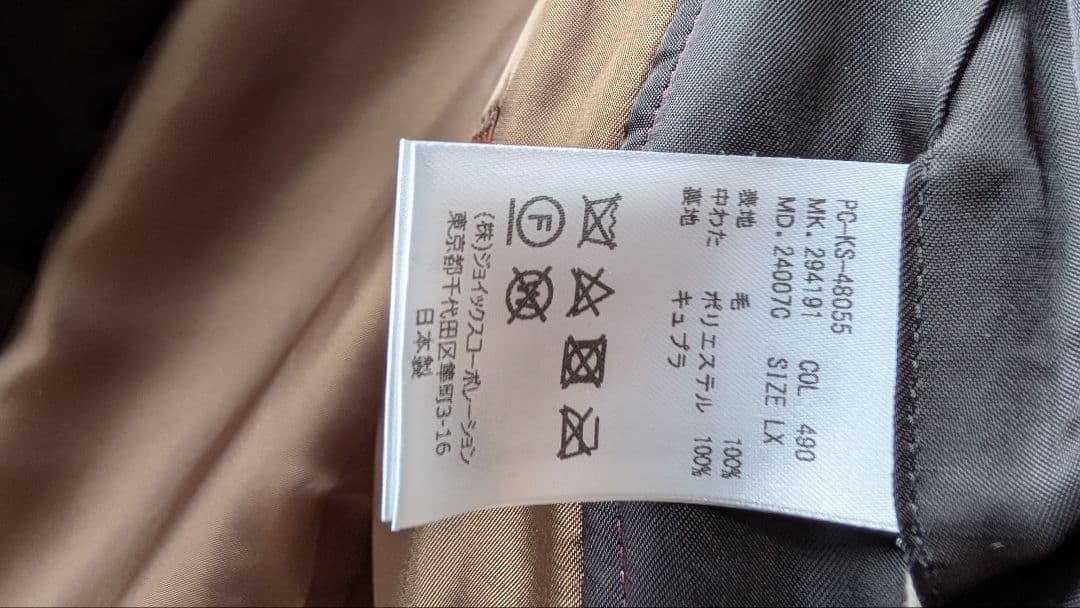 PC-KS-48055
MK. 294191 COL 490
MD. 24007C SIZE LX
表地 毛 100%
中わた ポリエステル 100%
裏地 キュプラ
F W
(株)ジョイックスコーポレーション
東京都千代田区麹町3-16
日本製